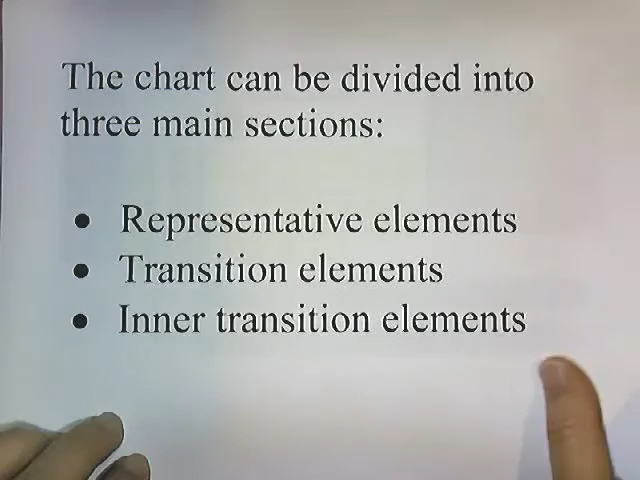 The chart can be divided into
three main sections:
• Representative elements
• Transition elements
• Inner transition elements